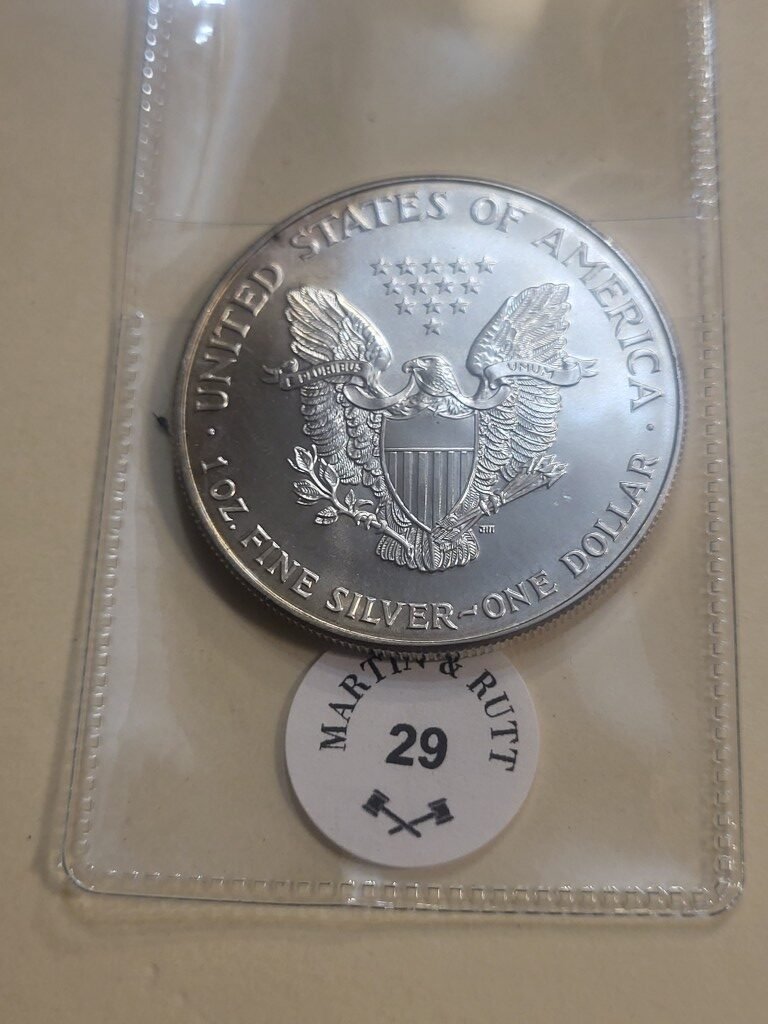 UNITED STATES OF AMERICA
E PLURIBUS UNUM
· 1 OZ. FINE SILVER~ONE DOLLAR ·
MARTIN & RUTT
29